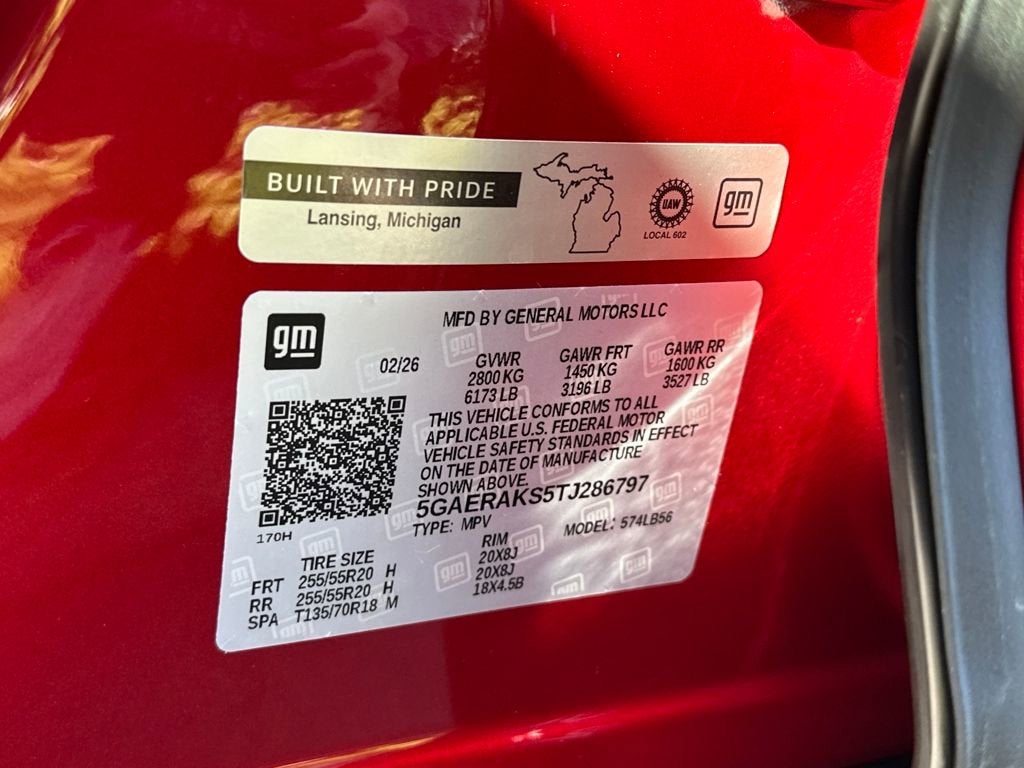 BUILT WITH PRIDE
Lansing, Michigan
UAW
LOCAL 602
gm
gm
MFD BY GENERAL MOTORS LLC
02/26
GVWR
2800 KG
6173 LB
GAWR FRT
1450 KG
3196 LB
GAWR RR
1600 KG
3527 LB
THIS VEHICLE CONFORMS TO ALL
APPLICABLE U.S. FEDERAL MOTOR
VEHICLE SAFETY STANDARDS IN EFFECT
ON THE DATE OF MANUFACTURE
SHOWN ABOVE.
5GAERAKS5TJ286797
TYPE: MPV MODEL: 574LB56
170H
TIRE SIZE RIM
FRT 255/55R20 H 20X8J
RR 255/55R20 H 20X8J
SPA T135/70R18 M 18X4.5B